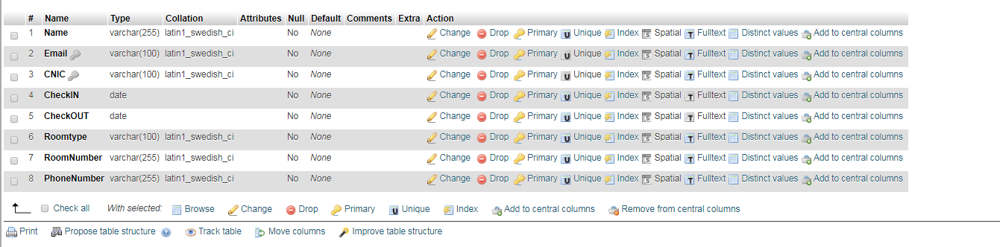 # Name Type Collation Attributes Null Default Comments Extra Action
1 Name varchar(255) latin1_swedish_ci No None Change Drop Primary Unique Index Spatial Fulltext Distinct values Add to central columns
2 Email varchar(100) latin1_swedish_ci No None Change Drop Primary Unique Index Spatial Fulltext Distinct values Add to central columns
3 CNIC varchar(100) latin1_swedish_ci No None Change Drop Primary Unique Index Spatial Fulltext Distinct values Add to central columns
4 CheckIN date No None Change Drop Primary Unique Index Spatial Fulltext Distinct values Add to central columns
5 CheckOUT date No None Change Drop Primary Unique Index Spatial Fulltext Distinct values Add to central columns
6 Roomtype varchar(100) latin1_swedish_ci No None Change Drop Primary Unique Index Spatial Fulltext Distinct values Add to central columns
7 RoomNumber varchar(255) latin1_swedish_ci No None Change Drop Primary Unique Index Spatial Fulltext Distinct values Add to central columns
8 PhoneNumber varchar(255) latin1_swedish_ci No None Change Drop Primary Unique Index Spatial Fulltext Distinct values Add to central columns
Check all With selected: Browse Change Drop Primary Unique Index Add to central columns Remove from central columns
Print Propose table structure Track table Move columns Improve table structure